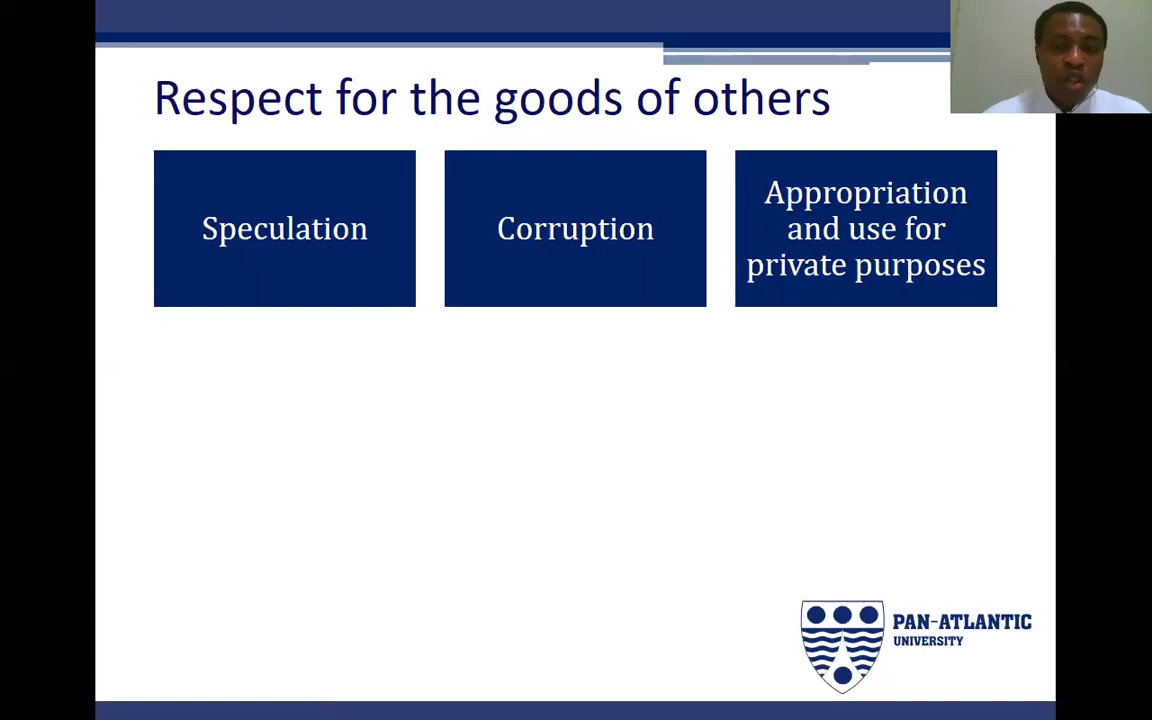 Respect for the goods of others
Speculation
Corruption
Appropriation
and use for
private purposes
PAN-ATLANTIC
UNIVERSITY